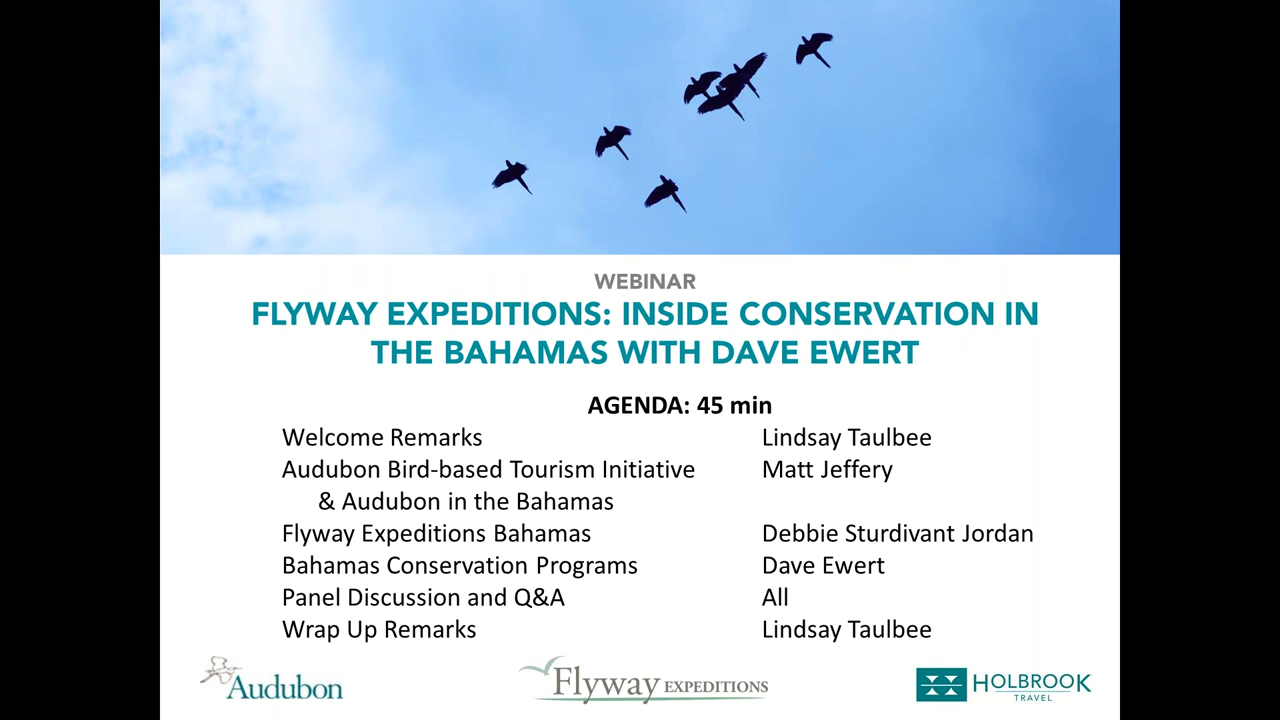 WEBINAR
FLYWAY EXPEDITIONS: INSIDE CONSERVATION IN
THE BAHAMAS WITH DAVE EWERT
AGENDA: 45 min
Welcome Remarks Lindsay Taulbee
Audubon Bird-based Tourism Initiative Matt Jeffery
& Audubon in the Bahamas
Flyway Expeditions Bahamas Debbie Sturdivant Jordan
Bahamas Conservation Programs Dave Ewert
Panel Discussion and Q&A All
Wrap Up Remarks Lindsay Taulbee
Audubon
Flyway EXPEDITIONS
HOLBROOK
TRAVEL